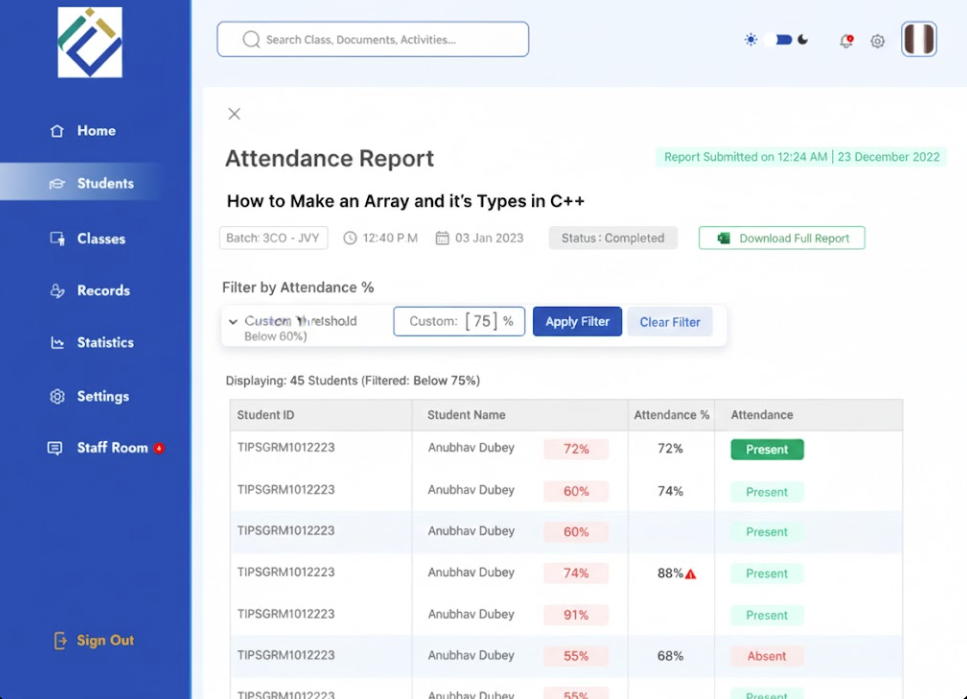 Search Class, Documents, Activities...
Home
Students
Classes
Records
Statistics
Settings
Staff Room 4
Sign Out
Attendance Report
Report Submitted on 12:24 AM | 23 December 2022
How to Make an Array and it's Types in C++
Batch: 3CO - JVY 12:40 P M 03 Jan 2023 Status : Completed Download Full Report
Filter by Attendance %
Custom Custom: [75] % Apply Filter Clear Filter
Below 60%)
Displaying: 45 Students (Filtered: Below 75%)
Student ID Student Name Attendance % Attendance
TIPSGRM1012223 Anubhav Dubey 72% 72% Present
TIPSGRM1012223 Anubhav Dubey 60% 74% Present
TIPSGRM1012223 Anubhav Dubey 60% Present
TIPSGRM1012223 Anubhav Dubey 74% 88% Present
TIPSGRM1012223 Anubhav Dubey 91% Present
TIPSGRM1012223 Anubhav Dubey 55% 68% Absent
TIPSGRM1012223 Anubhav Dubey 55% Present